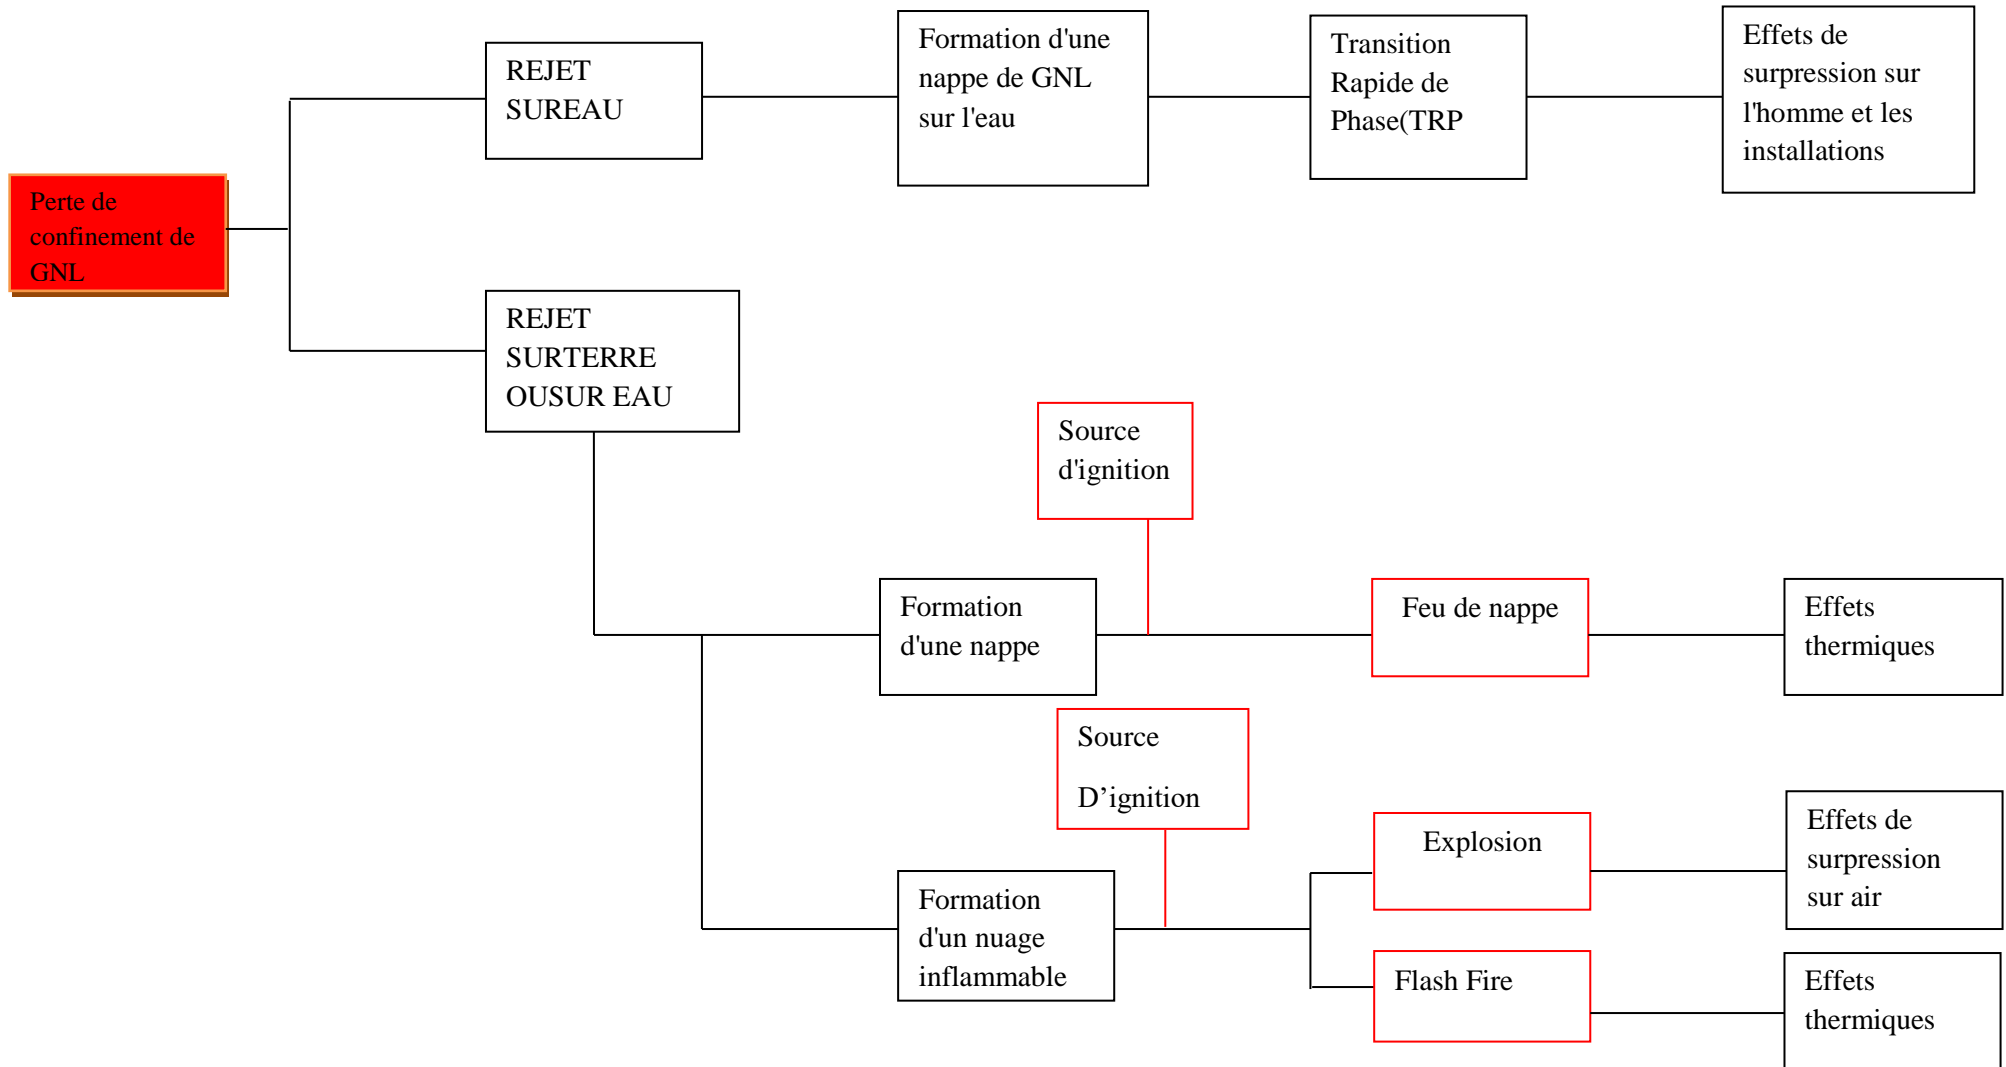 REJET
SUREAU
Formation d'une
nappe de GNL
sur l'eau
Transition
Rapide de
Phase(TRP
Effets de
surpression sur
l'homme et les
installations
Perte de
confinement de
GNL
REJET
SURTERRE
OUSUR EAU
Source
d'ignition
Formation
d'une nappe
Feu de nappe
Effets
thermiques
Source
D’ignition
Formation
d'un nuage
inflammable
Explosion
Effets de
surpression
sur air
Flash Fire
Effets
thermiques